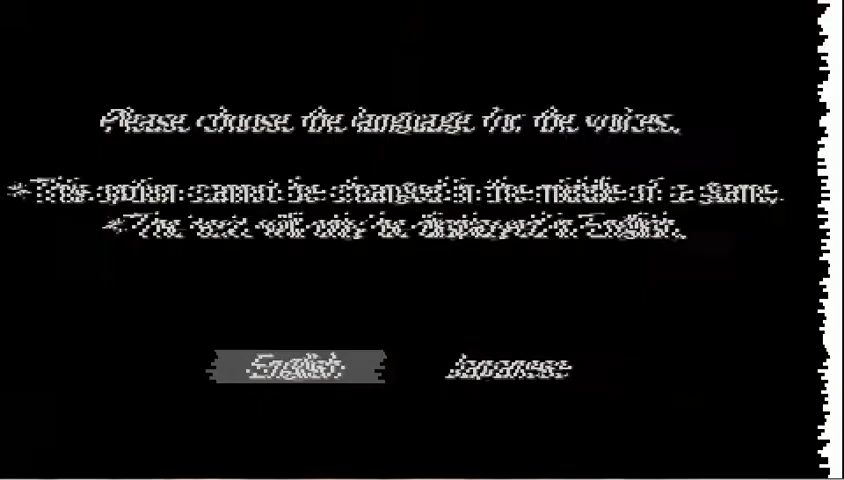 Please choose the language for the voices.
*This option cannot be changed in the middle of a game.
*The text will only be displayed in English.
English
Japanese